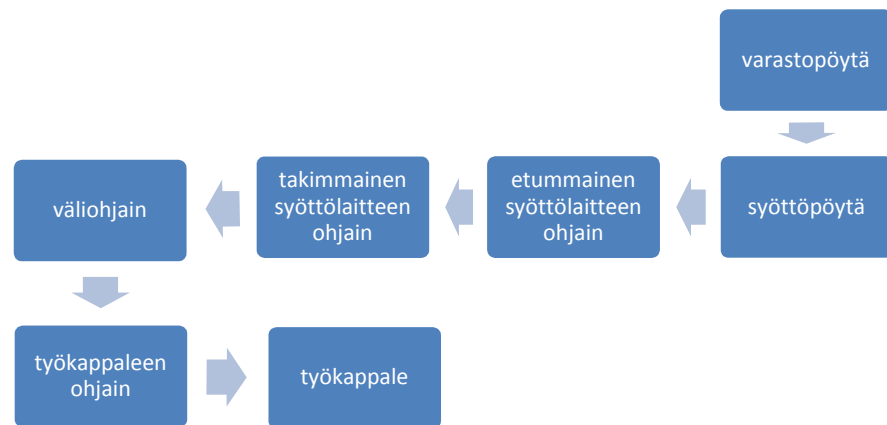 varastopöytä
syöttöpöytä
etummainen
syöttölaitteen
ohjain
takimmainen
syöttölaitteen
ohjain
väliohjain
työkappaleen
ohjain
työkappale